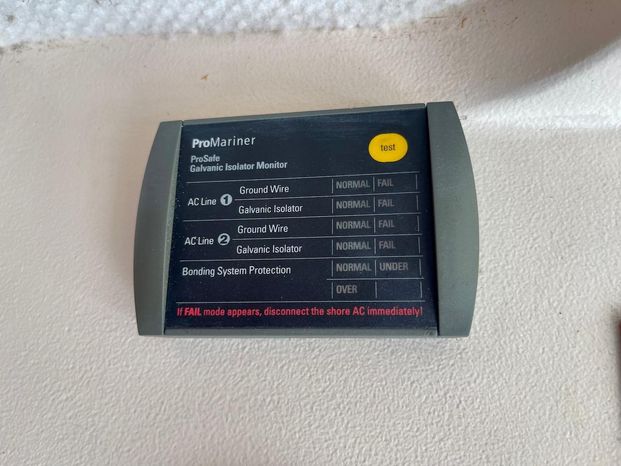 ProMariner
test
ProSafe
Galvanic Isolator Monitor
Ground Wire NORMAL FAIL
AC Line 1
Galvanic Isolator NORMAL FAIL
Ground Wire NORMAL FAIL
AC Line 2
Galvanic Isolator NORMAL FAIL
Bonding System Protection NORMAL UNDER
OVER
If FAIL mode appears, disconnect the shore AC immediately!